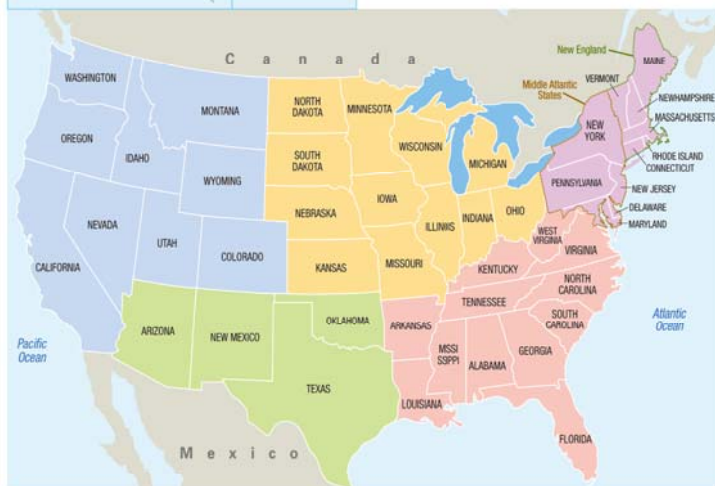 Canada
New England
MAINE
WASHINGTON
VERMONT
Middle Atlantic
States
MONTANA
NORTH
DAKOTA
MINNESOTA
NEWHAMPSHIRE
MASSACHUSETTS
OREGON
IDAHO
NEW
YORK
WISCONSIN
SOUTH
DAKOTA
MICHIGAN
RHODE ISLAND
CONNECTICUT
WYOMING
PENNSYLVANIA
NEW JERSEY
IOWA
NEBRASKA
OHIO
DELAWARE
NEVADA
ILLINIIS
INDIANA
MARYLAND
WEST
VIRGINIA
UTAH
COLORADO
VIRGINIA
CALIFORNIA
KANSAS
MISSOURI
KENTUCKY
NORTH
CAROLINA
TENNESSEE
OKLAHOMA
SOUTH
CAROLINA
Atlantic
Ocean
ARIZONA
NEW MEXICO
ARKANSAS
Pacific
Ocean
MSSI
S9PPI
ALABAMA
GEORGIA
TEXAS
LOUISIANA
FLORIDA
Mexico